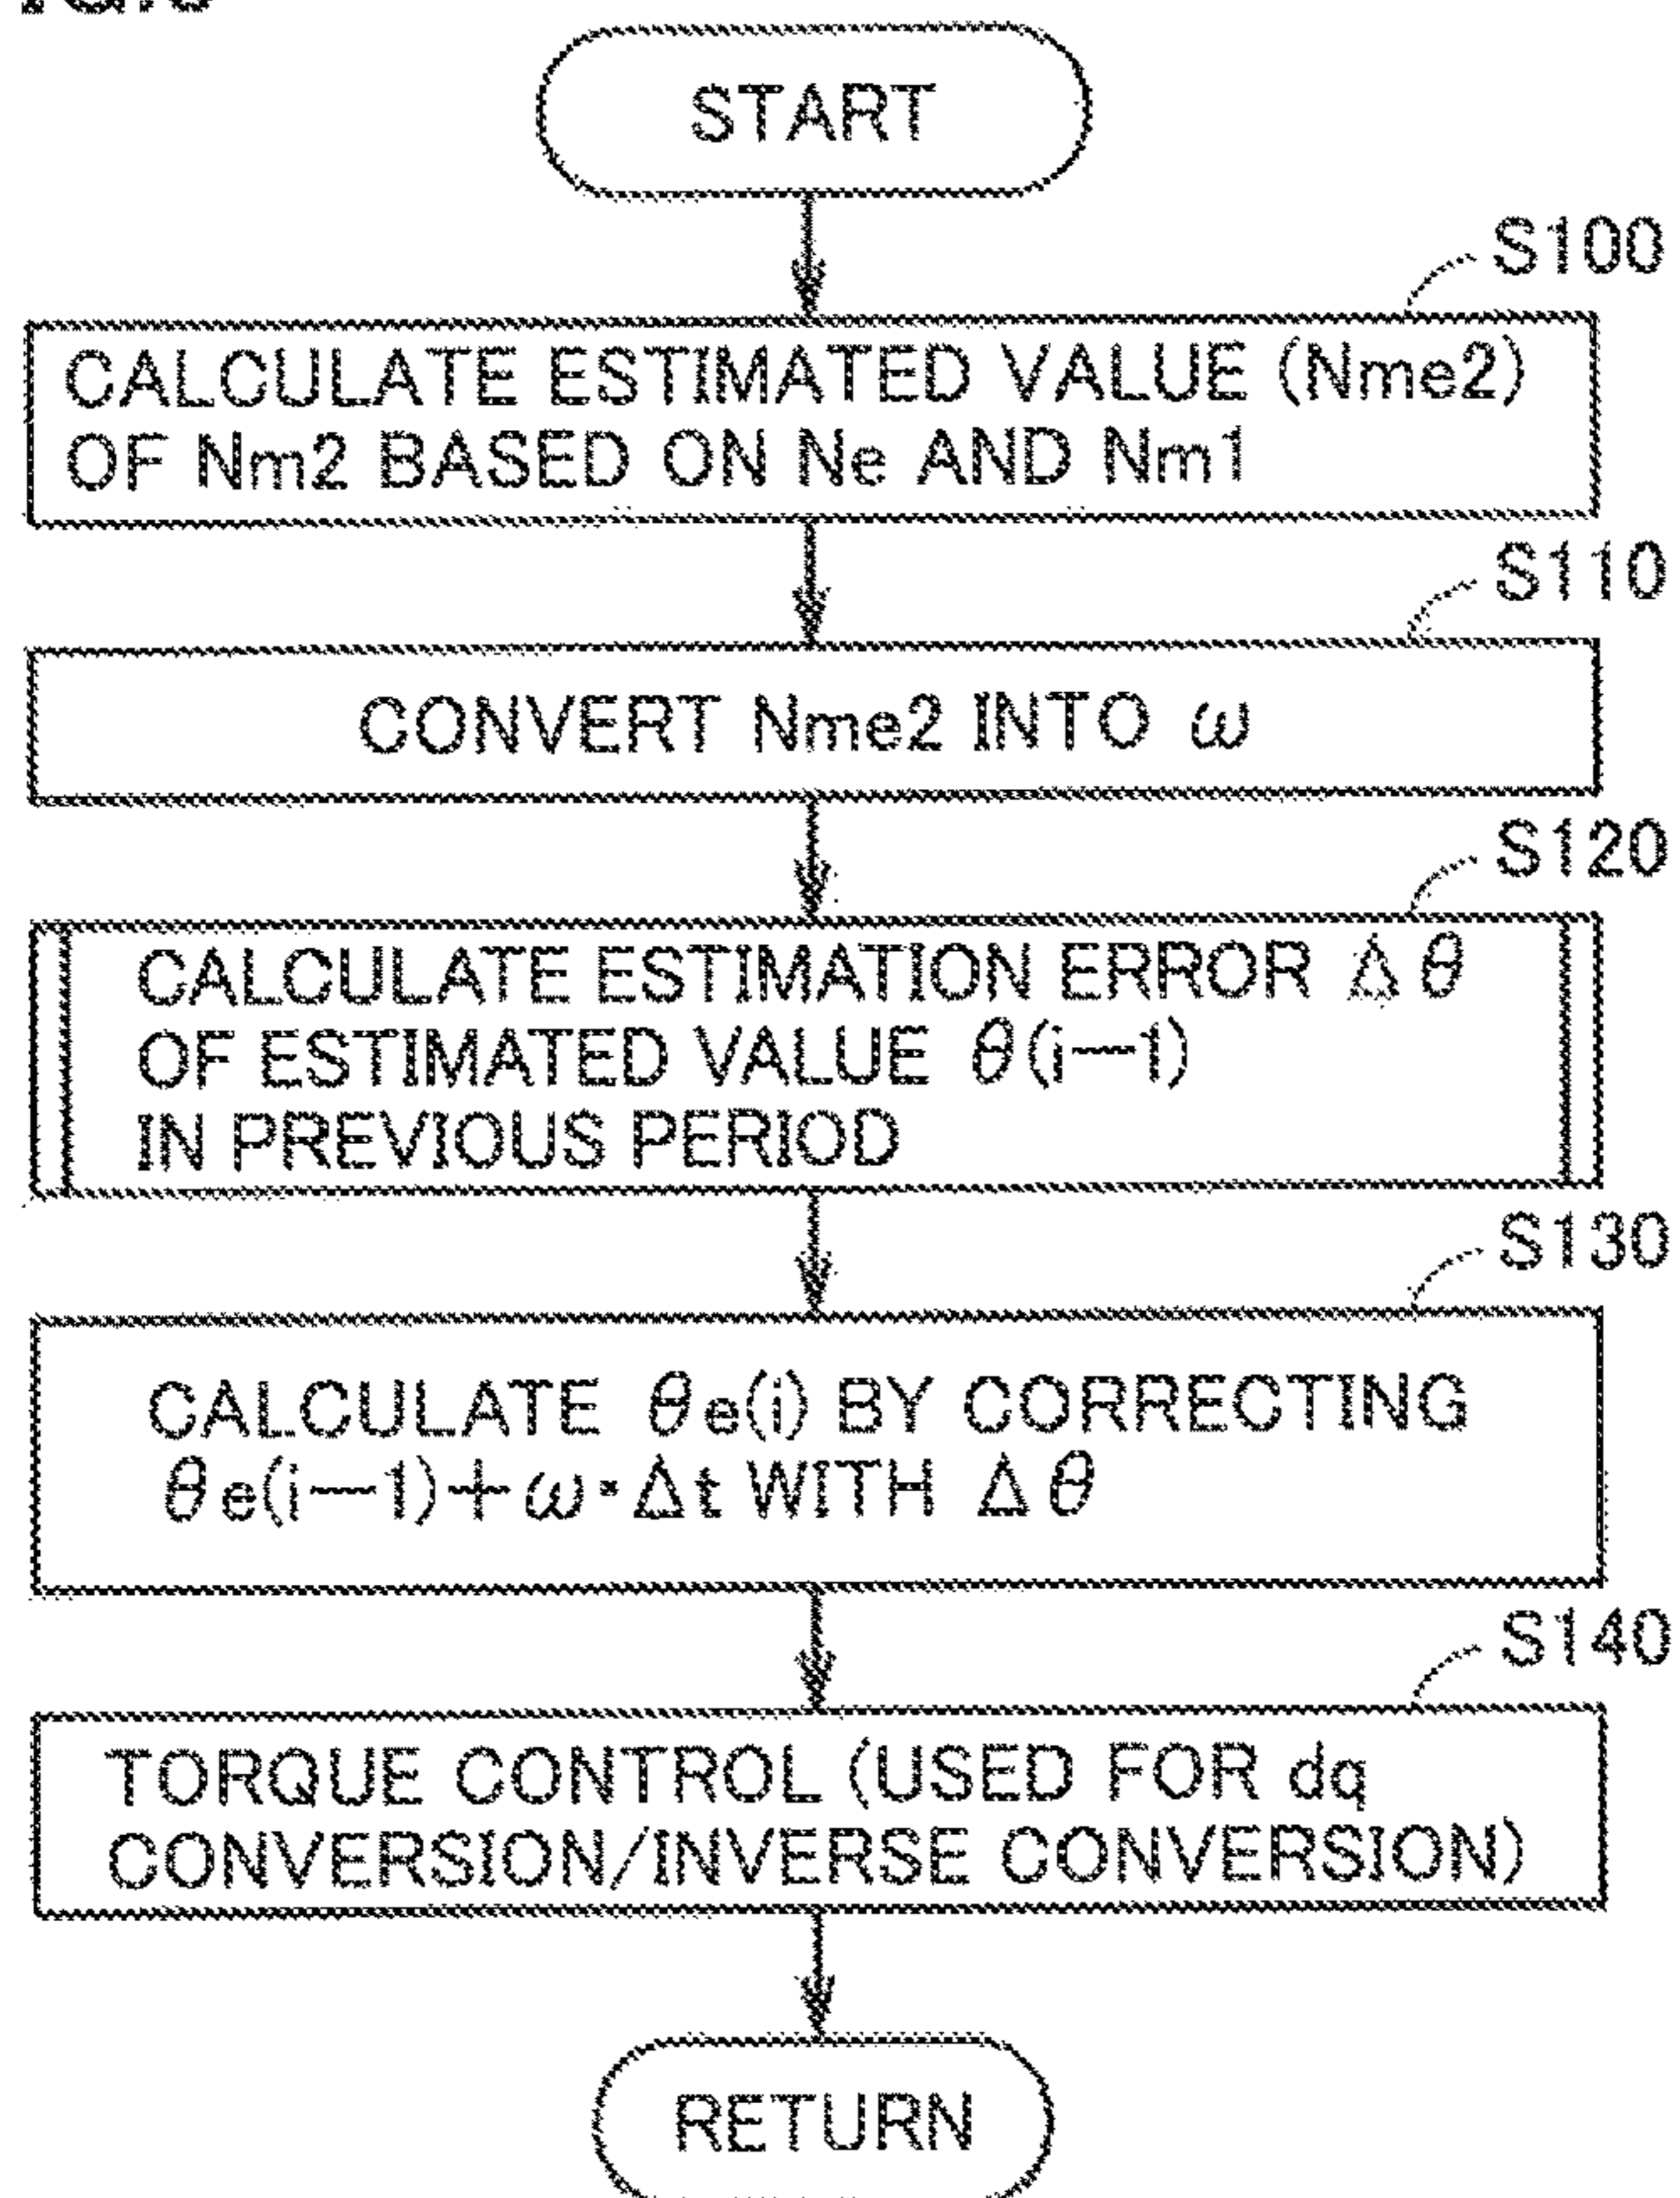 START
S100
CALCULATE ESTIMATED VALUE (Nme2)
OF Nm2 BASED ON Ne AND Nm1
S110
CONVERT Nme2 INTO ω
S120
CALCULATE ESTIMATION ERROR Δθ
OF ESTIMATED VALUE θ(i—1)
IN PREVIOUS PERIOD
S130
CALCULATE θe(i) BY CORRECTING
θe(i—1)+ω・Δt WITH Δθ
S140
TORQUE CONTROL (USED FOR dq
CONVERSION/INVERSE CONVERSION)
RETURN